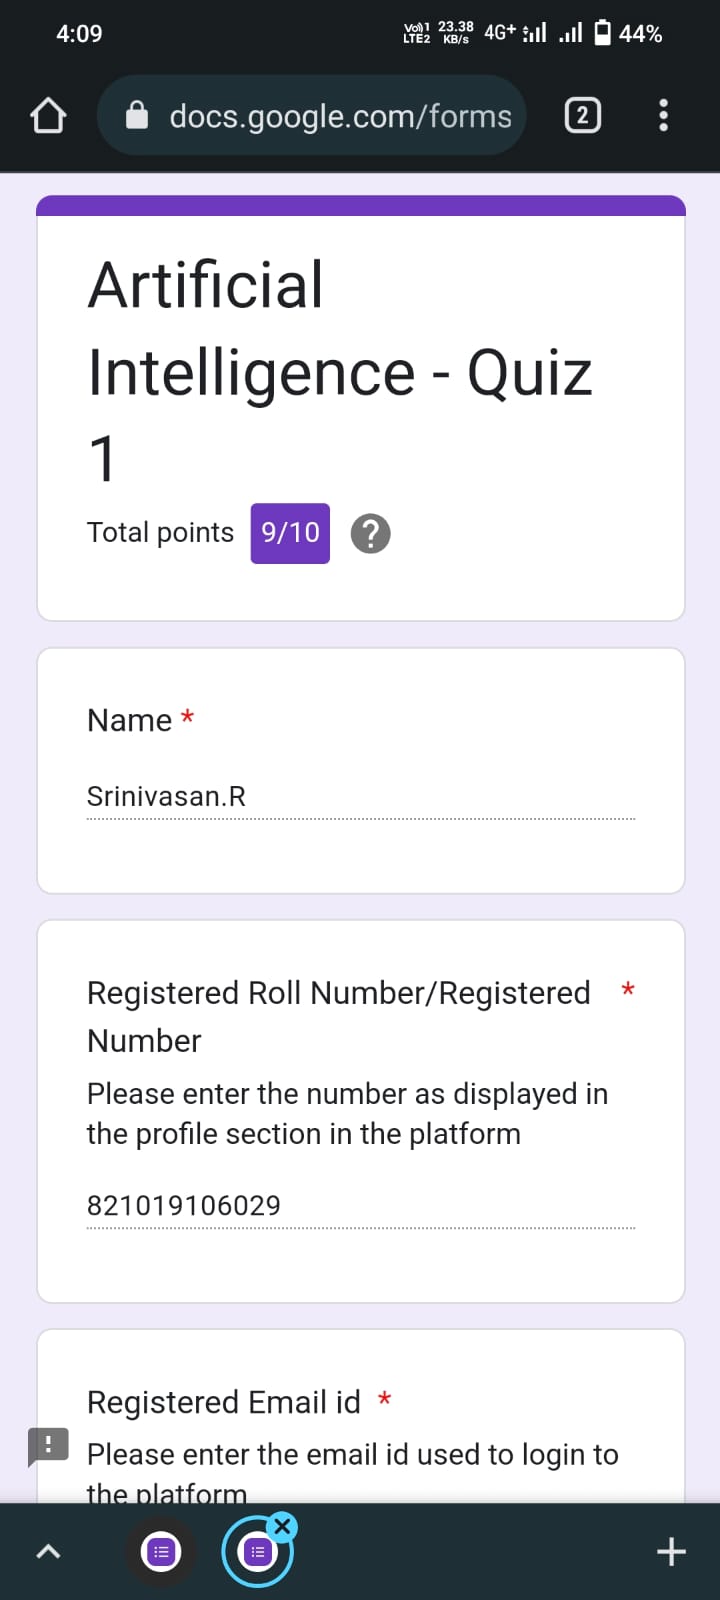 4:09
Vo)) 1 23.38 4G+ 44%
LTE2 KB/s
docs.google.com/forms
2
Artificial
Intelligence - Quiz
1
Total points 9/10 ?
Name *
Srinivasan.R
Registered Roll Number/Registered *
Number
Please enter the number as displayed in
the profile section in the platform
821019106029
Registered Email id *
Please enter the email id used to login to
the platform